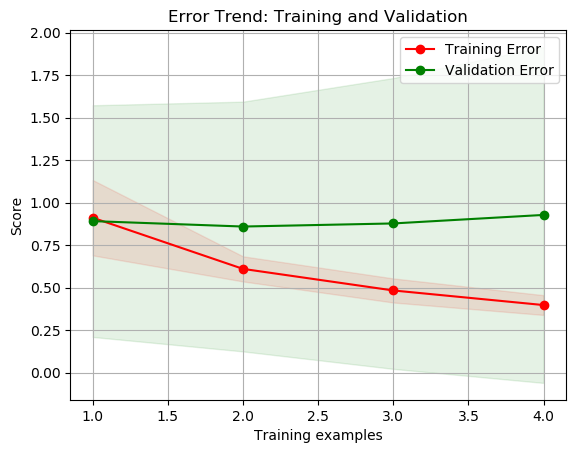 Error Trend: Training and Validation
Training Error
Validation Error
2.00
1.75
1.50
1.25
1.00
0.75
0.50
0.25
0.00
Score
1.0 1.5 2.0 2.5 3.0 3.5 4.0
Training examples